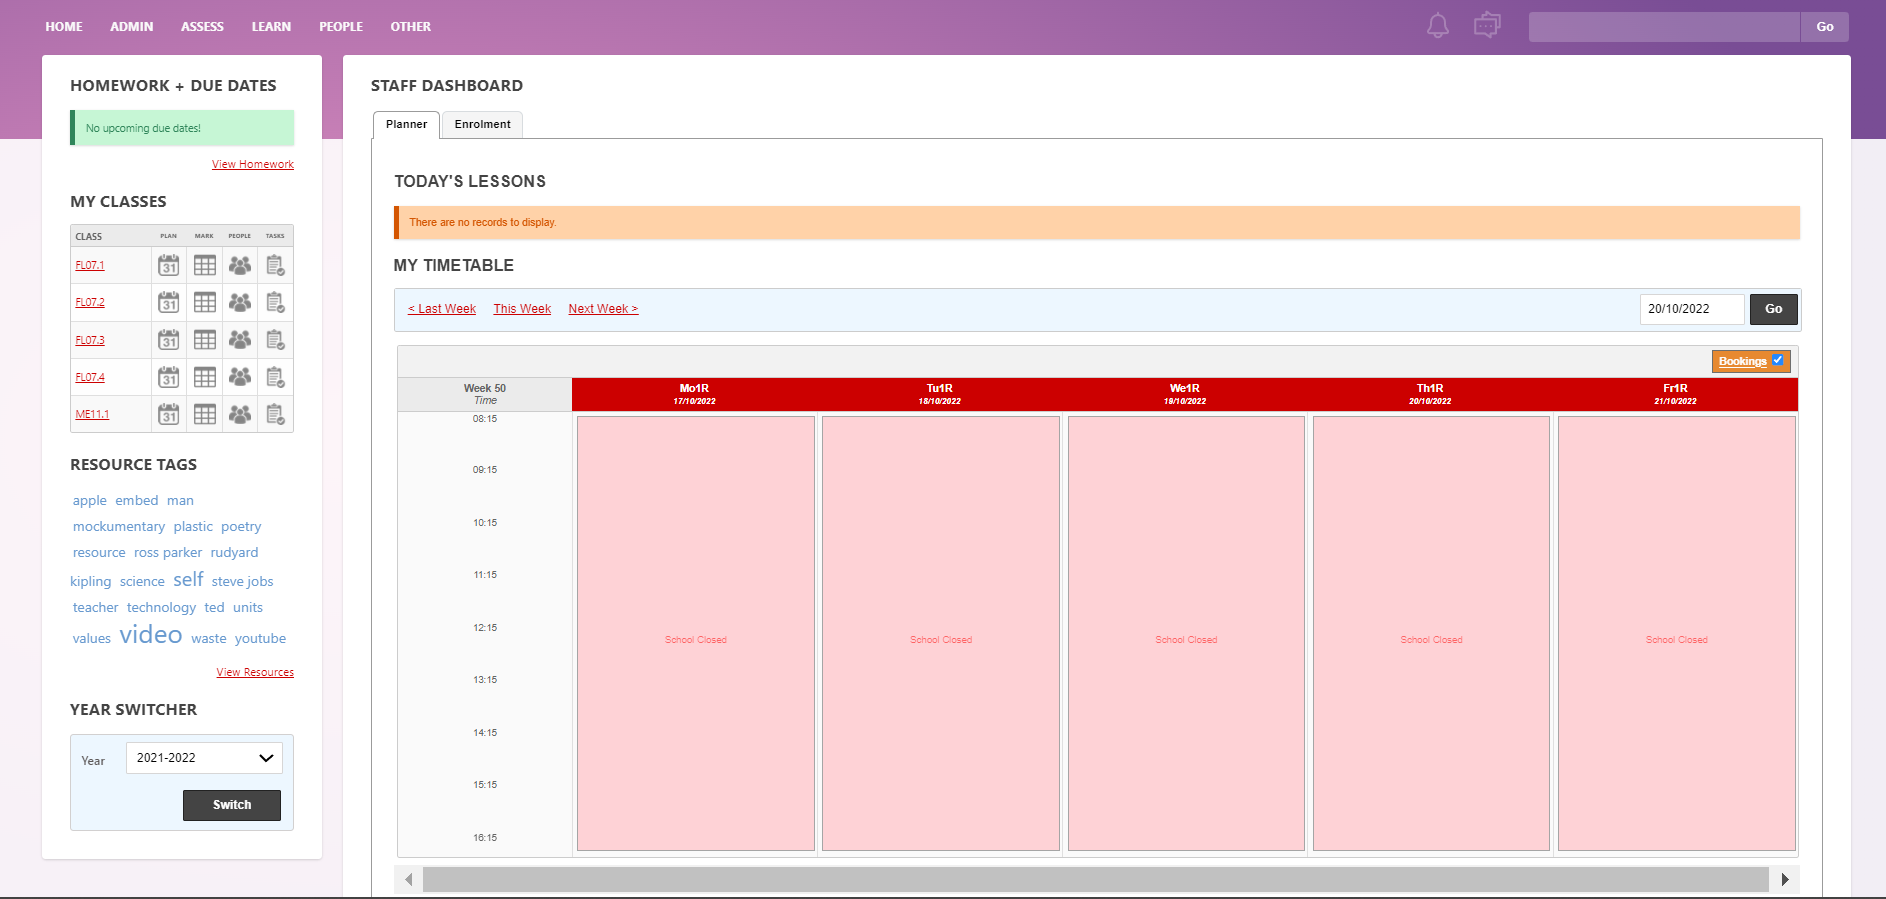 HOME ADMIN ASSESS LEARN PEOPLE OTHER
Go
HOMEWORK + DUE DATES
No upcoming due dates!
View Homework
MY CLASSES
CLASS PLAN MARK PEOPLE TASKS
FL07.1 31
FL07.2 31
FL07.3 31
FL07.4 31
ME11.1 31
RESOURCE TAGS
apple embed man
mockumentary plastic poetry
resource ross parker rudyard
kipling science self steve jobs
teacher technology ted units
values video waste youtube
View Resources
YEAR SWITCHER
Year 2021-2022
Switch
STAFF DASHBOARD
Planner Enrolment
TODAY'S LESSONS
There are no records to display.
MY TIMETABLE
< Last Week This Week Next Week > 20/10/2022 Go
Bookings
Week 50 Mo1R Tu1R We1R Th1R Fr1R
Time 17/10/2022 18/10/2022 19/10/2022 20/10/2022 21/10/2022
08:15
09:15
10:15
11:15
12:15
School Closed School Closed School Closed School Closed School Closed
13:15
14:15
15:15
16:15